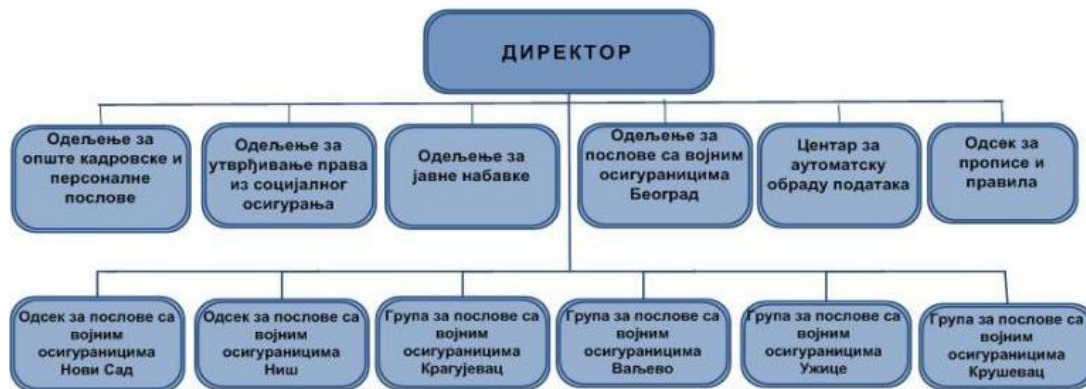 ДИРЕКТОР
Одељење за
опште кадровске и
персоналне
послове
Одељење за
утврђивање права
из социјалног
осигурања
Одељење за
јавне набавке
Одељење за
послове са војним
осигураницима
Београд
Центар за
аутоматску
обраду података
Одсек за
прописе и
правила
Одсек за послове са
војним
осигураницима
Нови Сад
Одсек за послове са
војним
осигураницима
Ниш
Група за послове са
војним
осигураницима
Крагујевац
Група за послове са
војним
осигураницима
Ваљево
Група за послове са
војним
осигураницима
Ужице
Група за послове са
војним
осигураницима
Крушевац